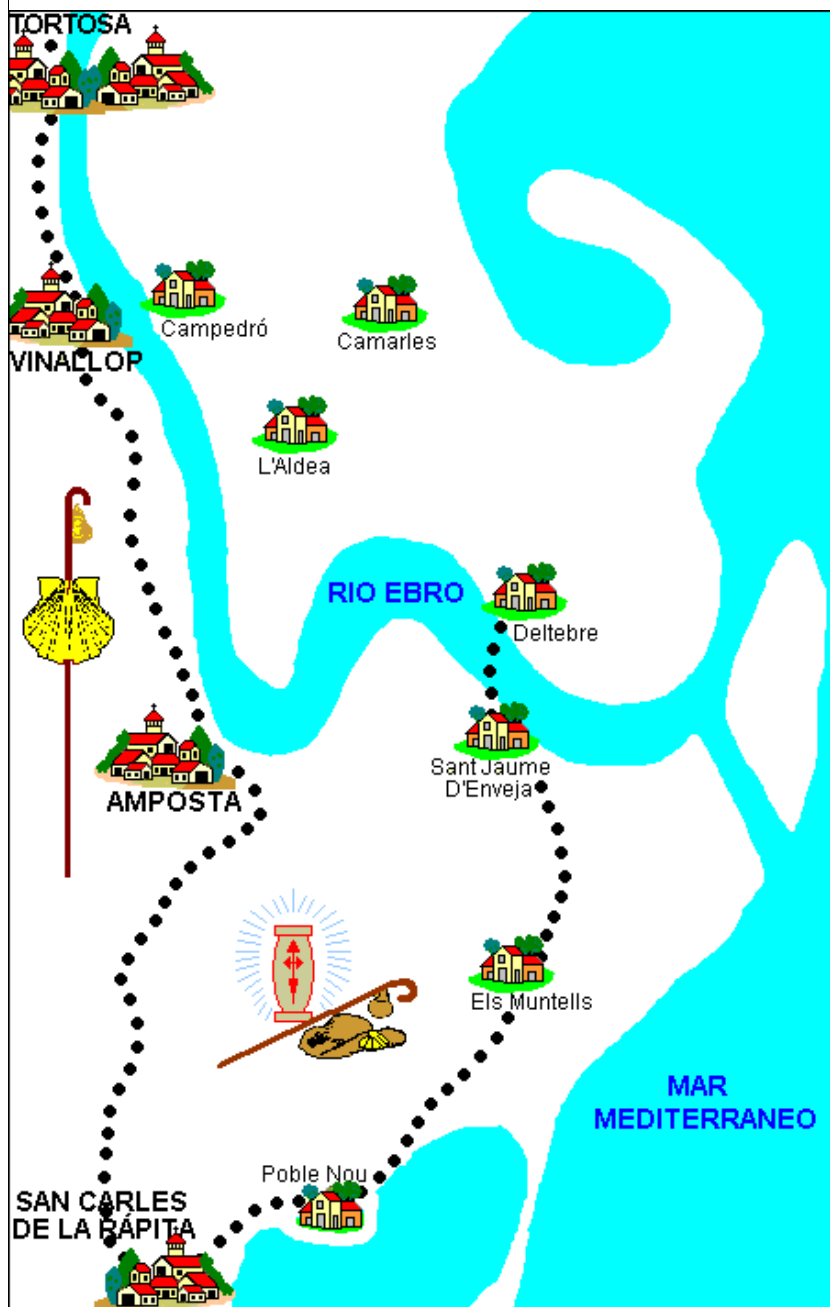 TORTOSA
Campedró
Camarles
VINALLOP
L'Aldea
RIO EBRO
Deltebre
Sant Jaume
D'Enveja
AMPOSTA
Els Muntells
MAR
MEDITERRANEO
Poble Nou
SAN CARLES
DE LA RÁPITA